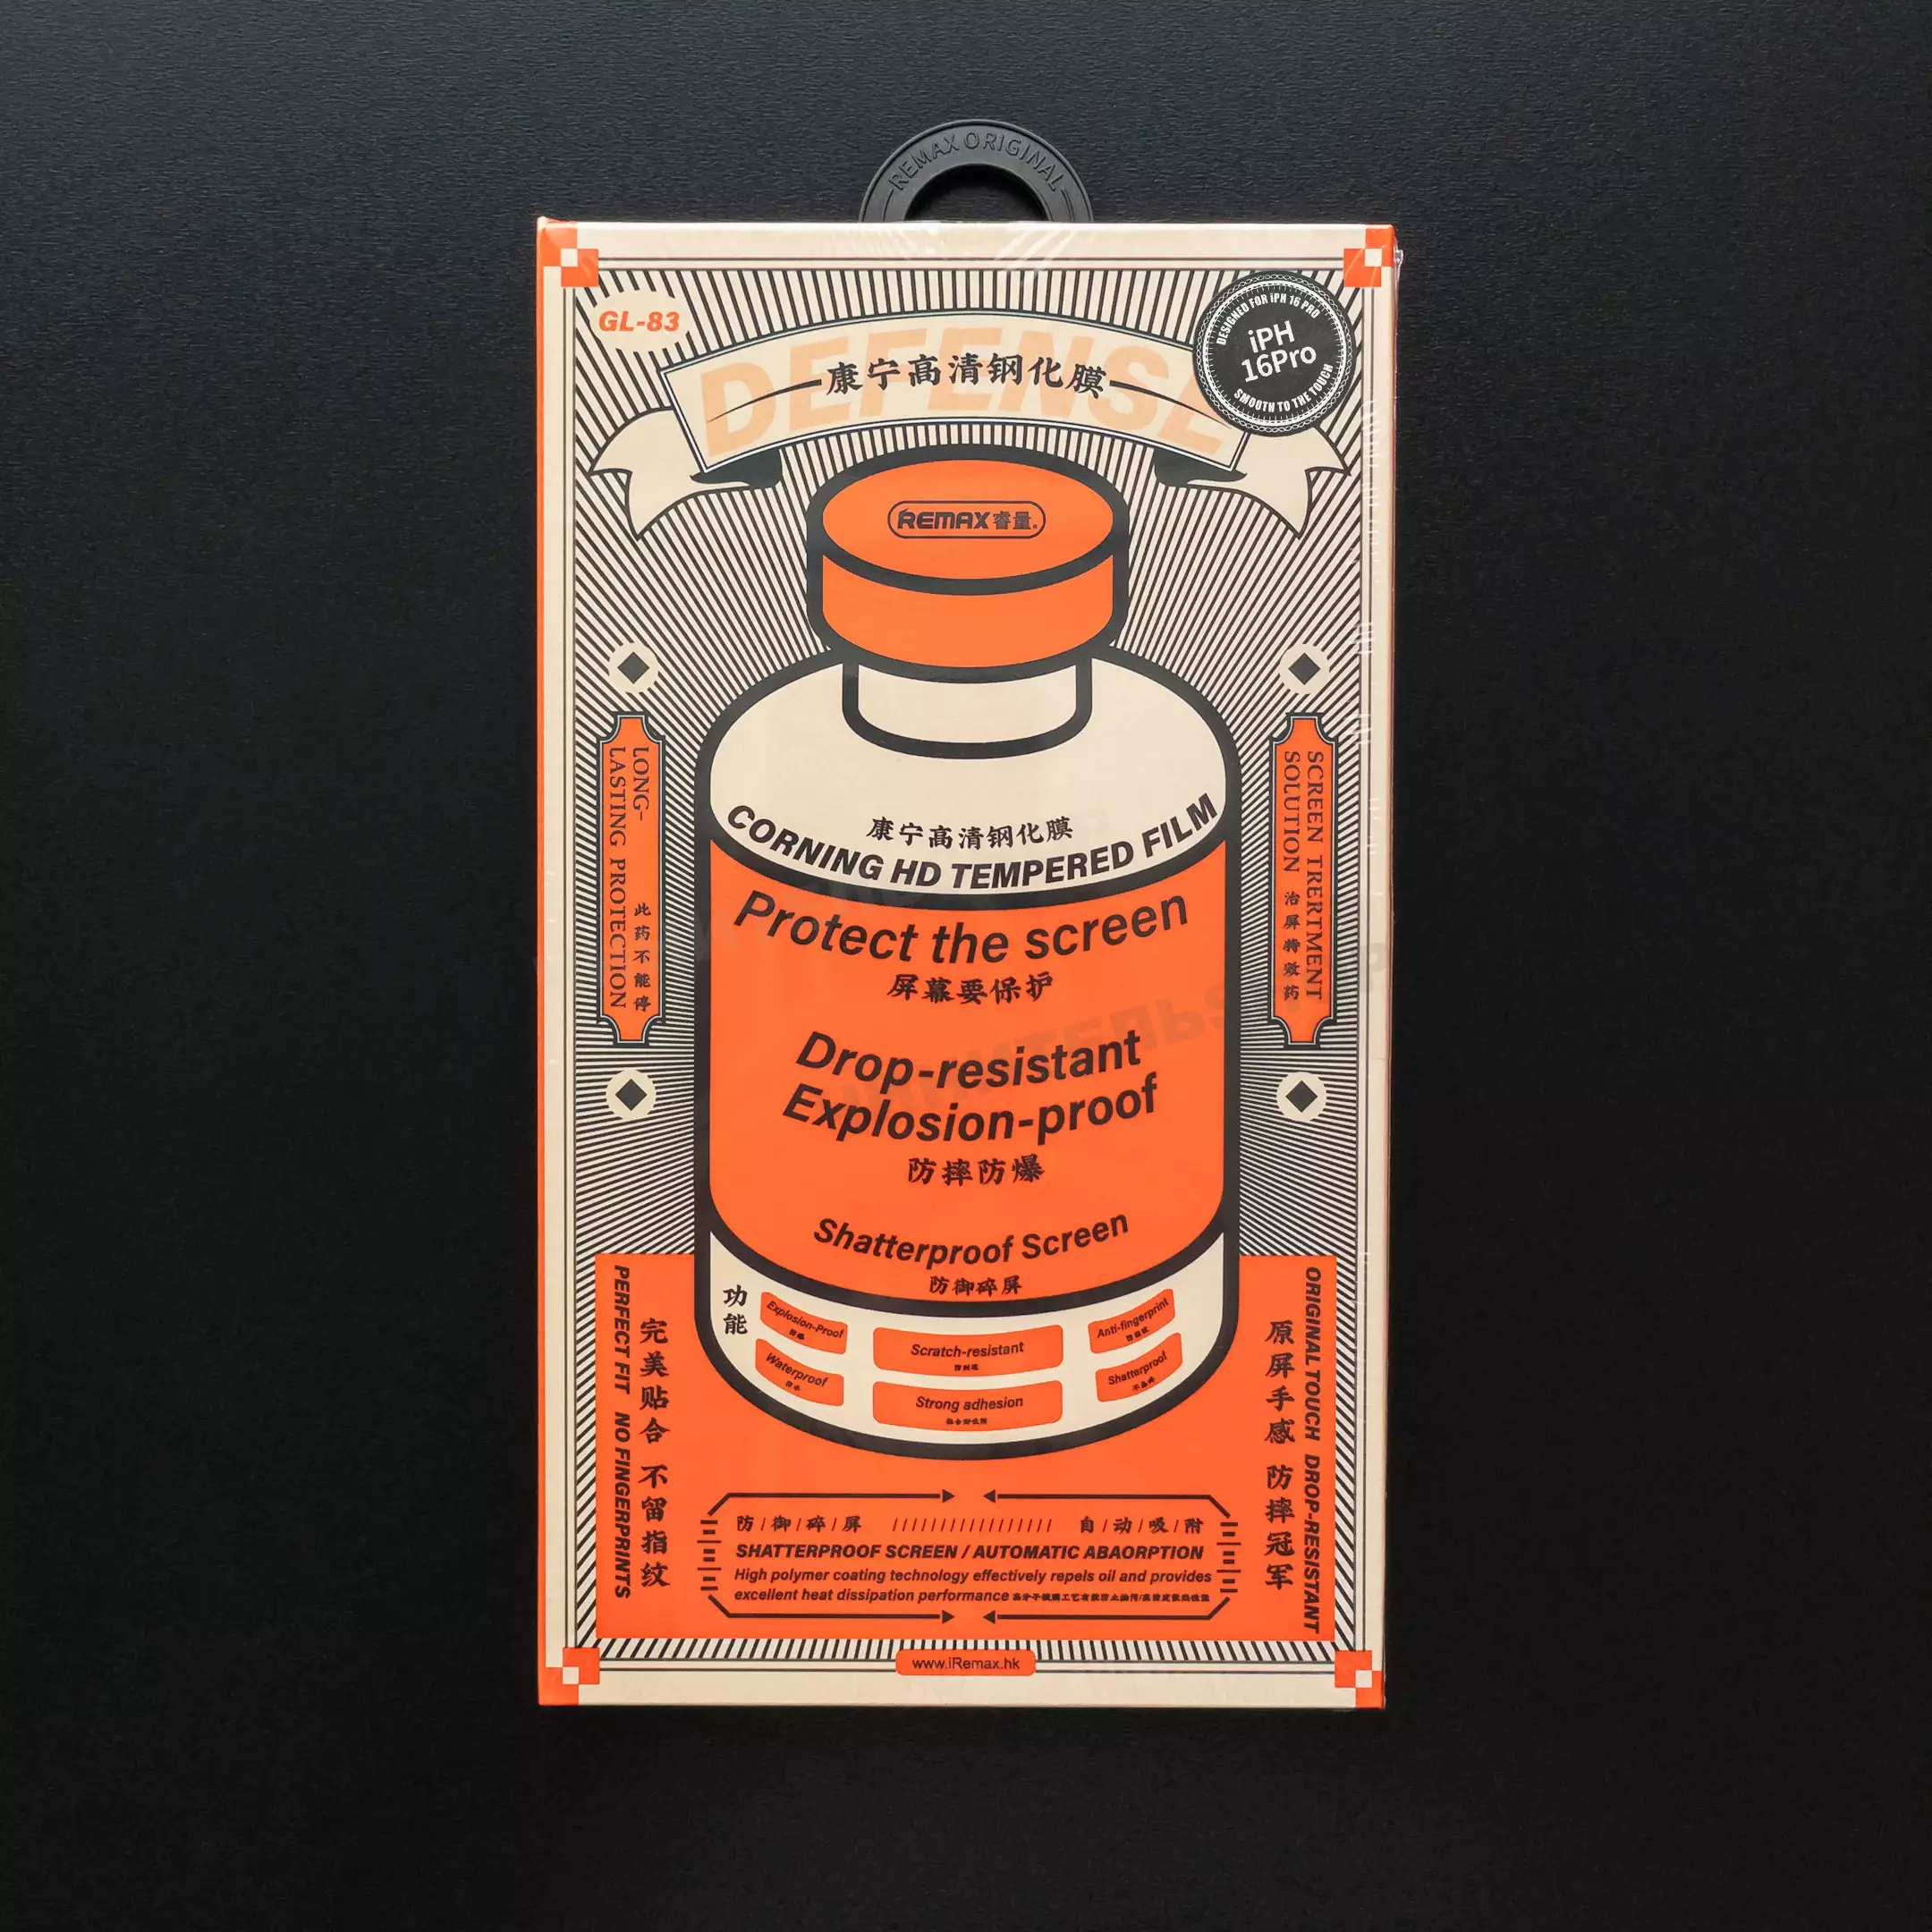 REMAX ORIGINAL
GL-83
DESIGNED FOR iPH 16 PRO
iPH
16Pro
SMOOTH TO THE TOUCH
DEFENSE
康宁高清钢化膜
REMAX睿量
LONG-
LASTING PROTECTION
此药不能停
SCREEN TRERTMENT
SOLUTION
治屏特效药
康宁高清钢化膜
CORNING HD TEMPERED FILM
Protect the screen
屏幕要保护
Drop-resistant
Explosion-proof
防摔防爆
Shatterproof Screen
防御碎屏
功能
Explosion-Proof
防爆
Scratch-resistant
Anti-fingerprint
Waterproof
防水
Strong adhesion
Shatterproof
PERFECT FIT NO FINGERPRINTS
完美贴合 不留指纹
原屏手感 防摔冠军
ORIGINAL TOUCH DROP-RESISTANT
防/御/碎/屏 ///////////////// 自/动/吸/附
SHATTERPROOF SCREEN / AUTOMATIC ABAORPTION
High polymer coating technology effectively repels oil and provides
excellent heat dissipation performance
www.iRemax.hk